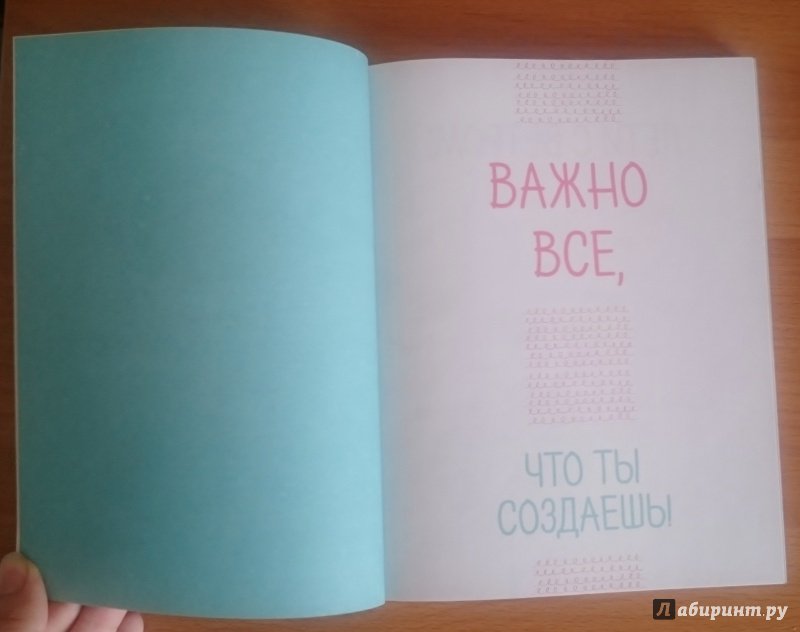 ВАЖНО
ВСЕ,
ЧТО ТЫ
СОЗДАЕШЬ!
Лабиринт.ру